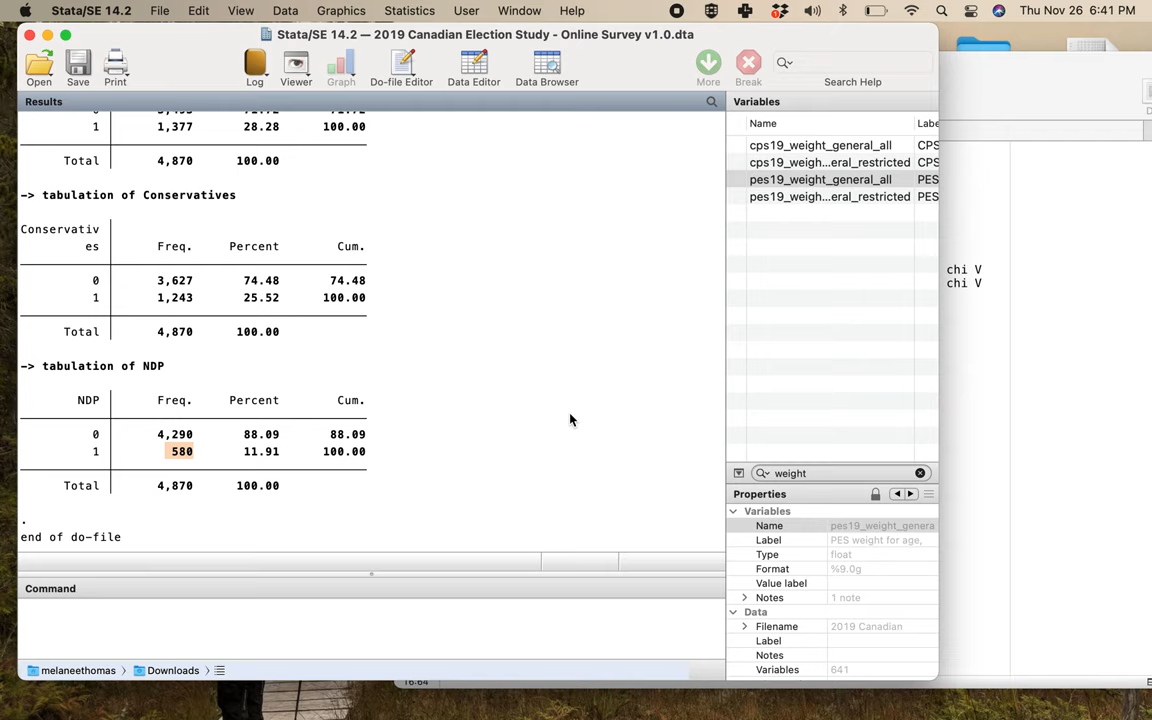 Stata/SE 14.2 File Edit View Data Graphics Statistics User Window Help Thu Nov 26 6:41 PM
Stata/SE 14.2 — 2019 Canadian Election Study - Online Survey v1.0.dta
Open Save Print Log Viewer Graph Do-file Editor Data Editor Data Browser More Break Search Help
Results
1 1,377 28.28 100.00
Total 4,870 100.00
-> tabulation of Conservatives
Conservativ
es Freq. Percent Cum.
0 3,627 74.48 74.48
1 1,243 25.52 100.00
Total 4,870 100.00
-> tabulation of NDP
NDP Freq. Percent Cum.
0 4,290 88.09 88.09
1 580 11.91 100.00
Total 4,870 100.00
.
end of do-file
Command
melaneethomas > Downloads >
Variables
Name Labe
cps19_weight_general_all CPS
cps19_weigh...eral_restricted CPS
pes19_weight_general_all PES
pes19_weigh...eral_restricted PES
weight
Properties
Variables
Name pes19_weight_genera
Label PES weight for age,
Type float
Format %9.0g
Value label
Notes 1 note
Data
Filename 2019 Canadian
Label
Notes
Variables 641
chi V
chi V